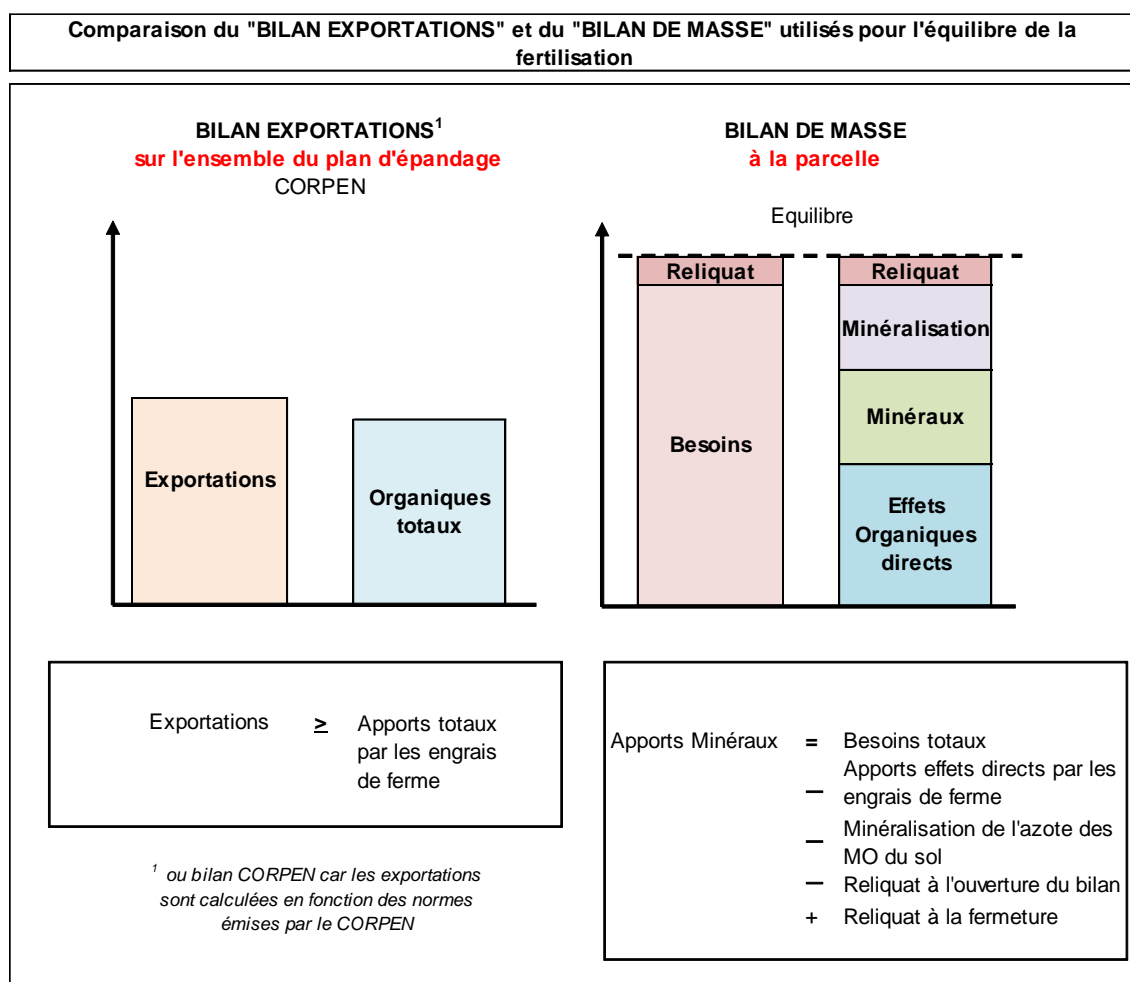 Comparaison du "BILAN EXPORTATIONS" et du "BILAN DE MASSE" utilisés pour l'équilibre de la
fertilisation
BILAN EXPORTATIONS¹
sur l'ensemble du plan d'épandage
CORPEN
Exportations
Organiques
totaux
BILAN DE MASSE
à la parcelle
Equilibre
Reliquat
Besoins
Reliquat
Minéralisation
Minéraux
Effets
Organiques
directs
Exportations ≥ Apports totaux
par les engrais
de ferme
¹ ou bilan CORPEN car les exportations
sont calculées en fonction des normes
émises par le CORPEN
Apports Minéraux = Besoins totaux
Apports effets directs par les
— engrais de ferme
— Minéralisation de l'azote des
MO du sol
— Reliquat à l'ouverture du bilan
+ Reliquat à la fermeture